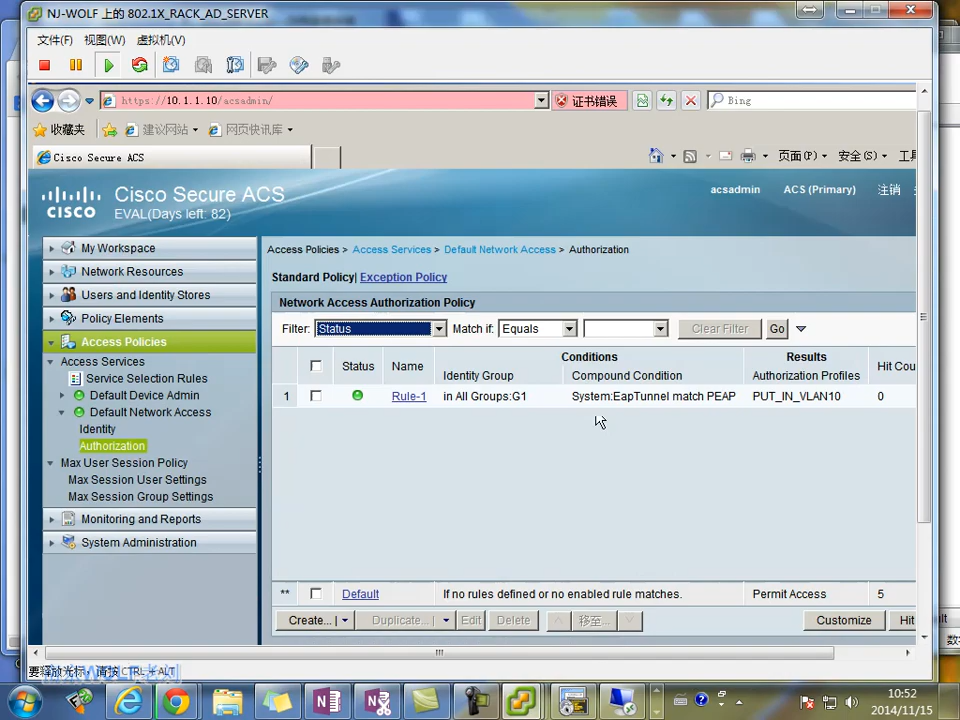 NJ-WOLF 上的 802.1X_RACK_AD_SERVER
文件(F) 视图(W) 虚拟机(V)
https://10.1.1.10/acsadmin/
证书错误
Bing
收藏夹
建议网站
网页快讯库
Cisco Secure ACS
页面(P)
安全(S)
工具
CISCO
Cisco Secure ACS
EVAL(Days left: 82)
acsadmin
ACS (Primary)
注销
My Workspace
Network Resources
Users and Identity Stores
Policy Elements
Access Policies
Access Services
Service Selection Rules
Default Device Admin
Default Network Access
Identity
Authorization
Max User Session Policy
Max Session User Settings
Max Session Group Settings
Monitoring and Reports
System Administration
Access Policies > Access Services > Default Network Access > Authorization
Standard Policy| Exception Policy
Network Access Authorization Policy
Filter: Status Match if: Equals Clear Filter Go
Conditions Results
Status Name Identity Group Compound Condition Authorization Profiles Hit Cou
1 Rule-1 in All Groups:G1 System:EapTunnel match PEAP PUT_IN_VLAN10 0
** Default If no rules defined or no enabled rule matches. Permit Access 5
Create... | Duplicate... | Edit Delete 移至... Customize Hit
要释放光标，请按 CTRL + ALT
10:52
2014/11/15